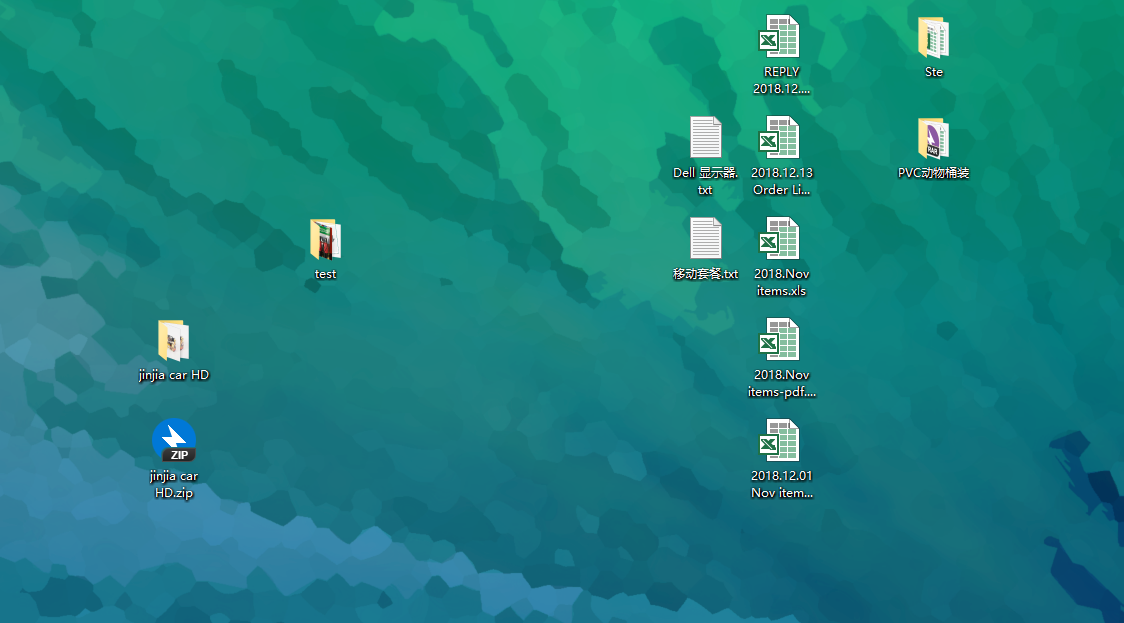 REPLY
2018.12....
Ste
Dell 显示器.
txt
2018.12.13
Order Li...
PVC动物桶装
RAR
test
移动套餐.txt
2018.Nov
items.xls
jinjia car HD
2018.Nov
items-pdf....
ZIP
jinjia car
HD.zip
2018.12.01
Nov item...